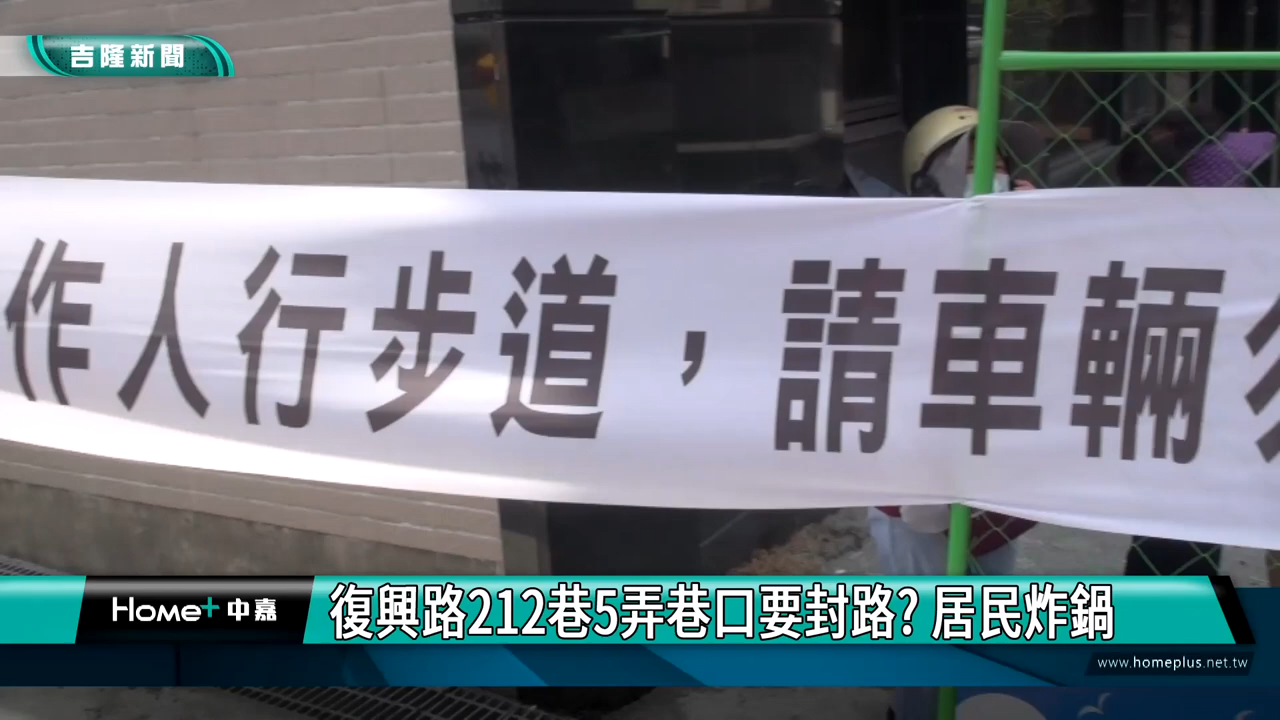 吉隆新聞
作人行步道，請車輛
Home+ 中嘉
復興路212巷5弄巷口要封路? 居民炸鍋
www.homeplus.net.tw